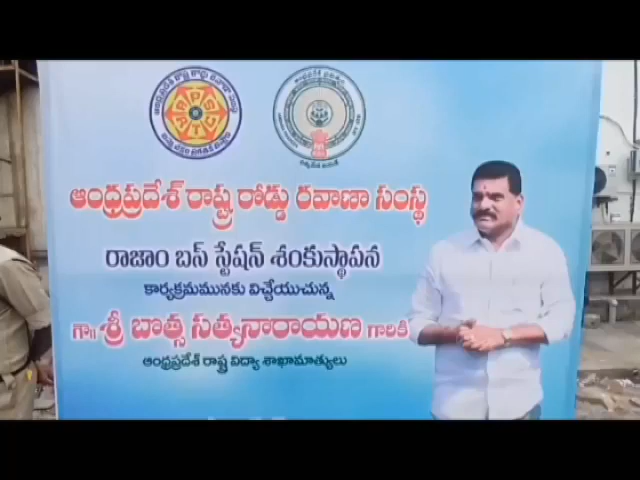 ఆంధ్రప్రదేశ్ రాష్ట్ర రోడ్డు రవాణా సంస్థ
రాజాం బస్ స్టేషన్ శంకుస్థాపన
కార్యక్రమమునకు విచ్చేయుచున్న
గౌ॥ శ్రీ బొత్స సత్యనారాయణ గారికి
ఆంధ్రప్రదేశ్ రాష్ట్ర విద్యా శాఖామాత్యులు